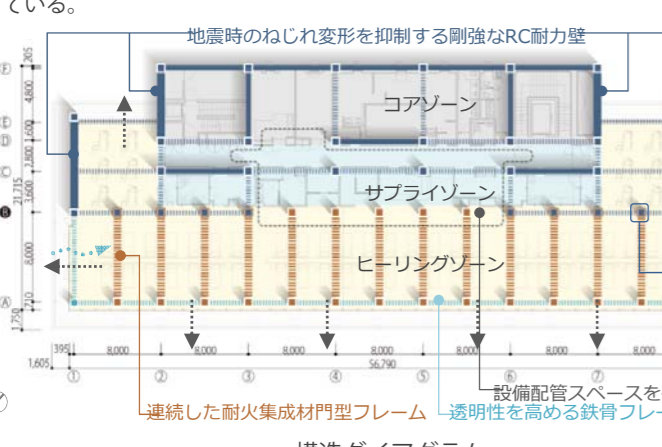 ている。
地震時のねじれ変形を抑制する剛強なRC耐力壁
コアゾーン
サプライゾーン
ヒーリングゾーン
205
4,800
1,600
1,800
3,600
21,715
8,000
710
1,750
Ⓕ
Ⓔ
Ⓓ
Ⓒ
Ⓑ
Ⓐ
395
8,000
8,000
8,000
8,000
8,000
8,000
8,000
1,605
56,790
① ② ③ ④ ⑤ ⑥ ⑦
設備配管スペースを
連続した耐火集成材門型フレーム
透明性を高める鉄骨フレー